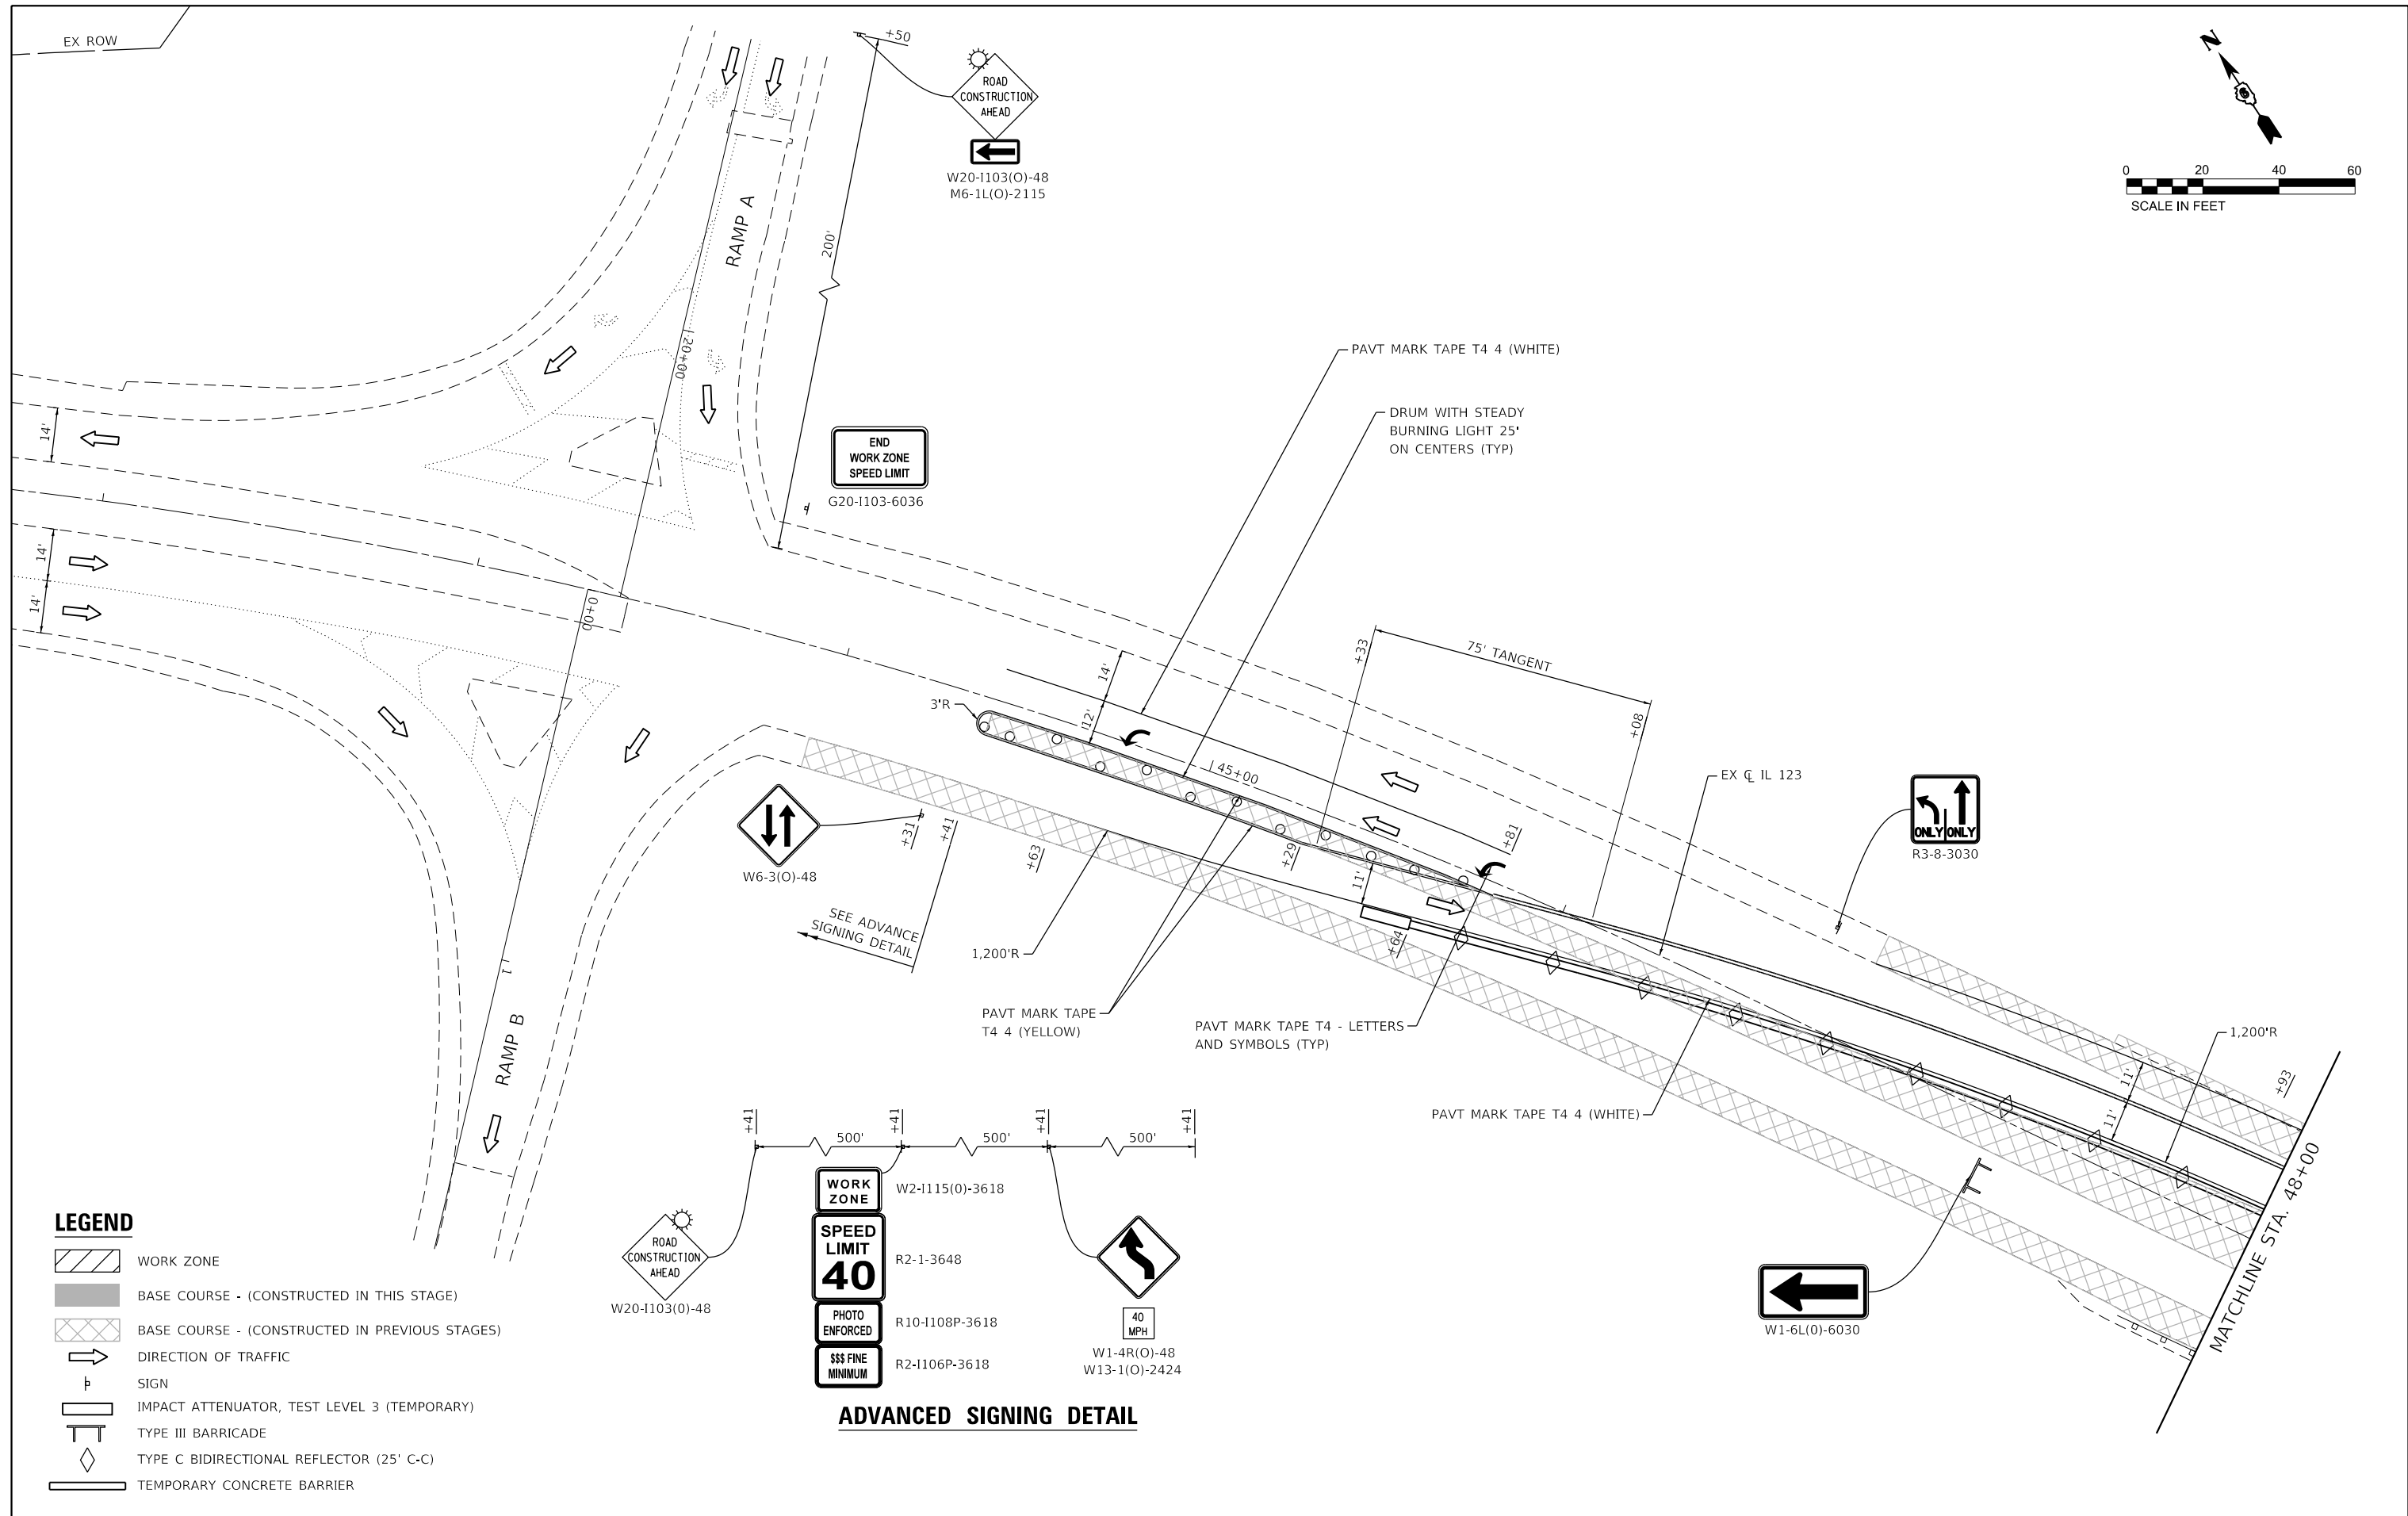 EX ROW
+50
ROAD
CONSTRUCTION
AHEAD
W20-I103(O)-48
M6-1L(O)-2115
N
0 20 40 60
SCALE IN FEET
RAMP A
200'
20+00
14'
14'
14'
END
WORK ZONE
SPEED LIMIT
G20-I103-6036
PAVT MARK TAPE T4 4 (WHITE)
DRUM WITH STEADY
BURNING LIGHT 25'
ON CENTERS (TYP)
0+00
+33
75' TANGENT
+08
14'
12'
3'R
45+00
EX ℄ IL 123
ONLY ONLY
R3-8-3030
W6-3(O)-48
+31
+41
+63
+29
+81
11'
+64
SEE ADVANCE
SIGNING DETAIL
1,200'R
PAVT MARK TAPE
T4 4 (YELLOW)
PAVT MARK TAPE T4 - LETTERS
AND SYMBOLS (TYP)
PAVT MARK TAPE T4 4 (WHITE)
1,200'R
11'
11'
+93
MATCHLINE STA. 48+00
1
RAMP B
W1-6L(0)-6030
+41
+41
+41
+41
500'
500'
500'
ROAD
CONSTRUCTION
AHEAD
W20-I103(0)-48
WORK
ZONE
W2-I115(0)-3618
SPEED
LIMIT
40
R2-1-3648
PHOTO
ENFORCED
R10-I108P-3618
$$$ FINE
MINIMUM
R2-I106P-3618
40
MPH
W1-4R(O)-48
W13-1(O)-2424
ADVANCED SIGNING DETAIL
LEGEND
WORK ZONE
BASE COURSE - (CONSTRUCTED IN THIS STAGE)
BASE COURSE - (CONSTRUCTED IN PREVIOUS STAGES)
DIRECTION OF TRAFFIC
SIGN
IMPACT ATTENUATOR, TEST LEVEL 3 (TEMPORARY)
TYPE III BARRICADE
TYPE C BIDIRECTIONAL REFLECTOR (25' C-C)
TEMPORARY CONCRETE BARRIER